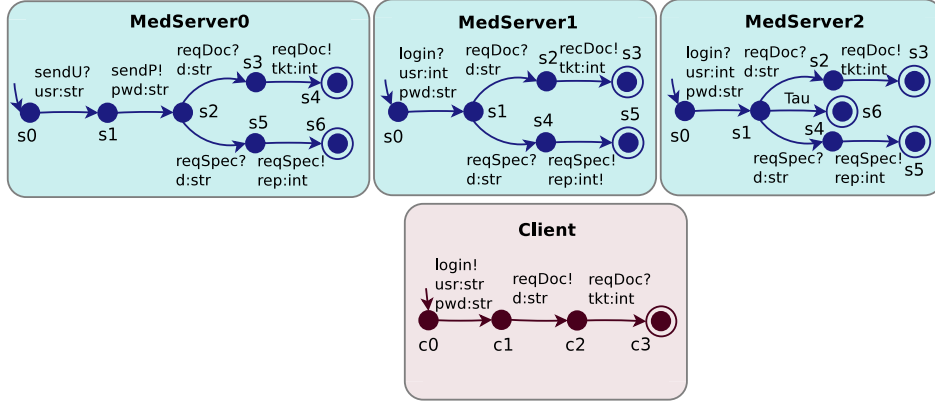 MedServer0
sendU?
usr:str
sendP!
pwd:str
reqDoc?
d:str
s3
reqDoc!
tkt:int
s4
s0
s1
s2
s5
s6
reqSpec?
d:str
reqSpec!
rep:int
MedServer1
login?
usr:int
pwd:str
reqDoc?
d:str
s2
recDoc!
tkt:int
s3
s0
s1
s4
s5
reqSpec?
d:str
reqSpec!
rep:int!
MedServer2
login?
usr:int
pwd:str
reqDoc?
d:str
s2
reqDoc!
tkt:int
s3
Tau
s6
s0
s1
s4
reqSpec?
d:str
reqSpec!
rep:int
s5
Client
login!
usr:str
pwd:str
reqDoc!
d:str
reqDoc?
tkt:int
c0
c1
c2
c3